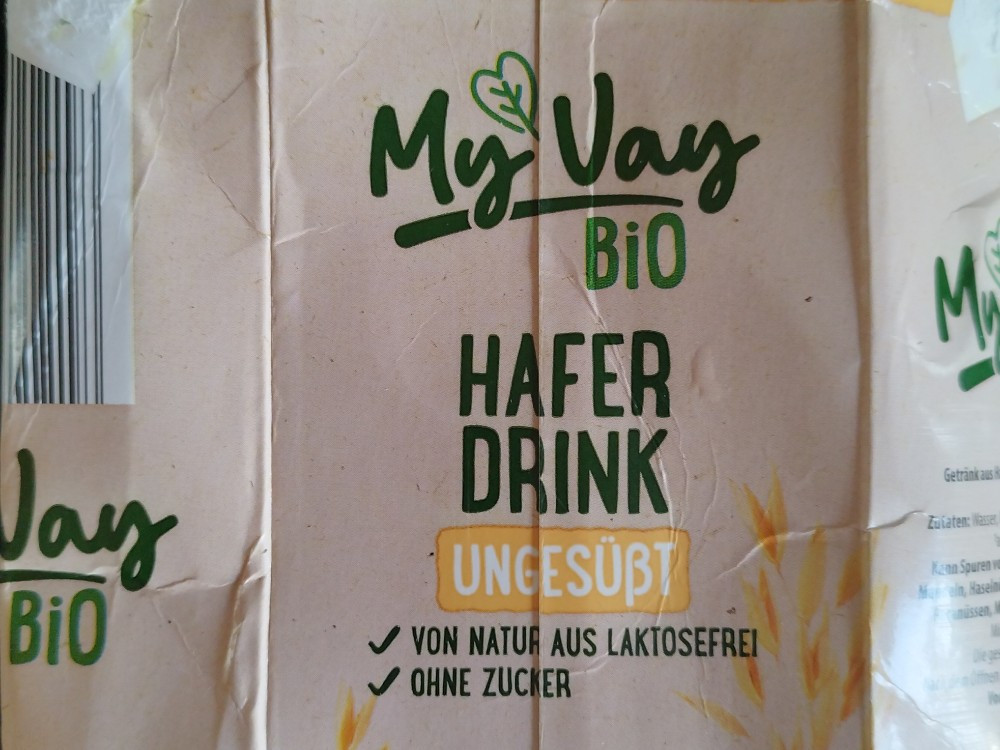 My Vay
BiO
HAFER
DRINK
UNGESÜßT
VON NATUR AUS LAKTOSEFREI
OHNE ZUCKER
Vay
BiO
My
Getränk aus
Zutaten: Wasser,
Kann Spuren